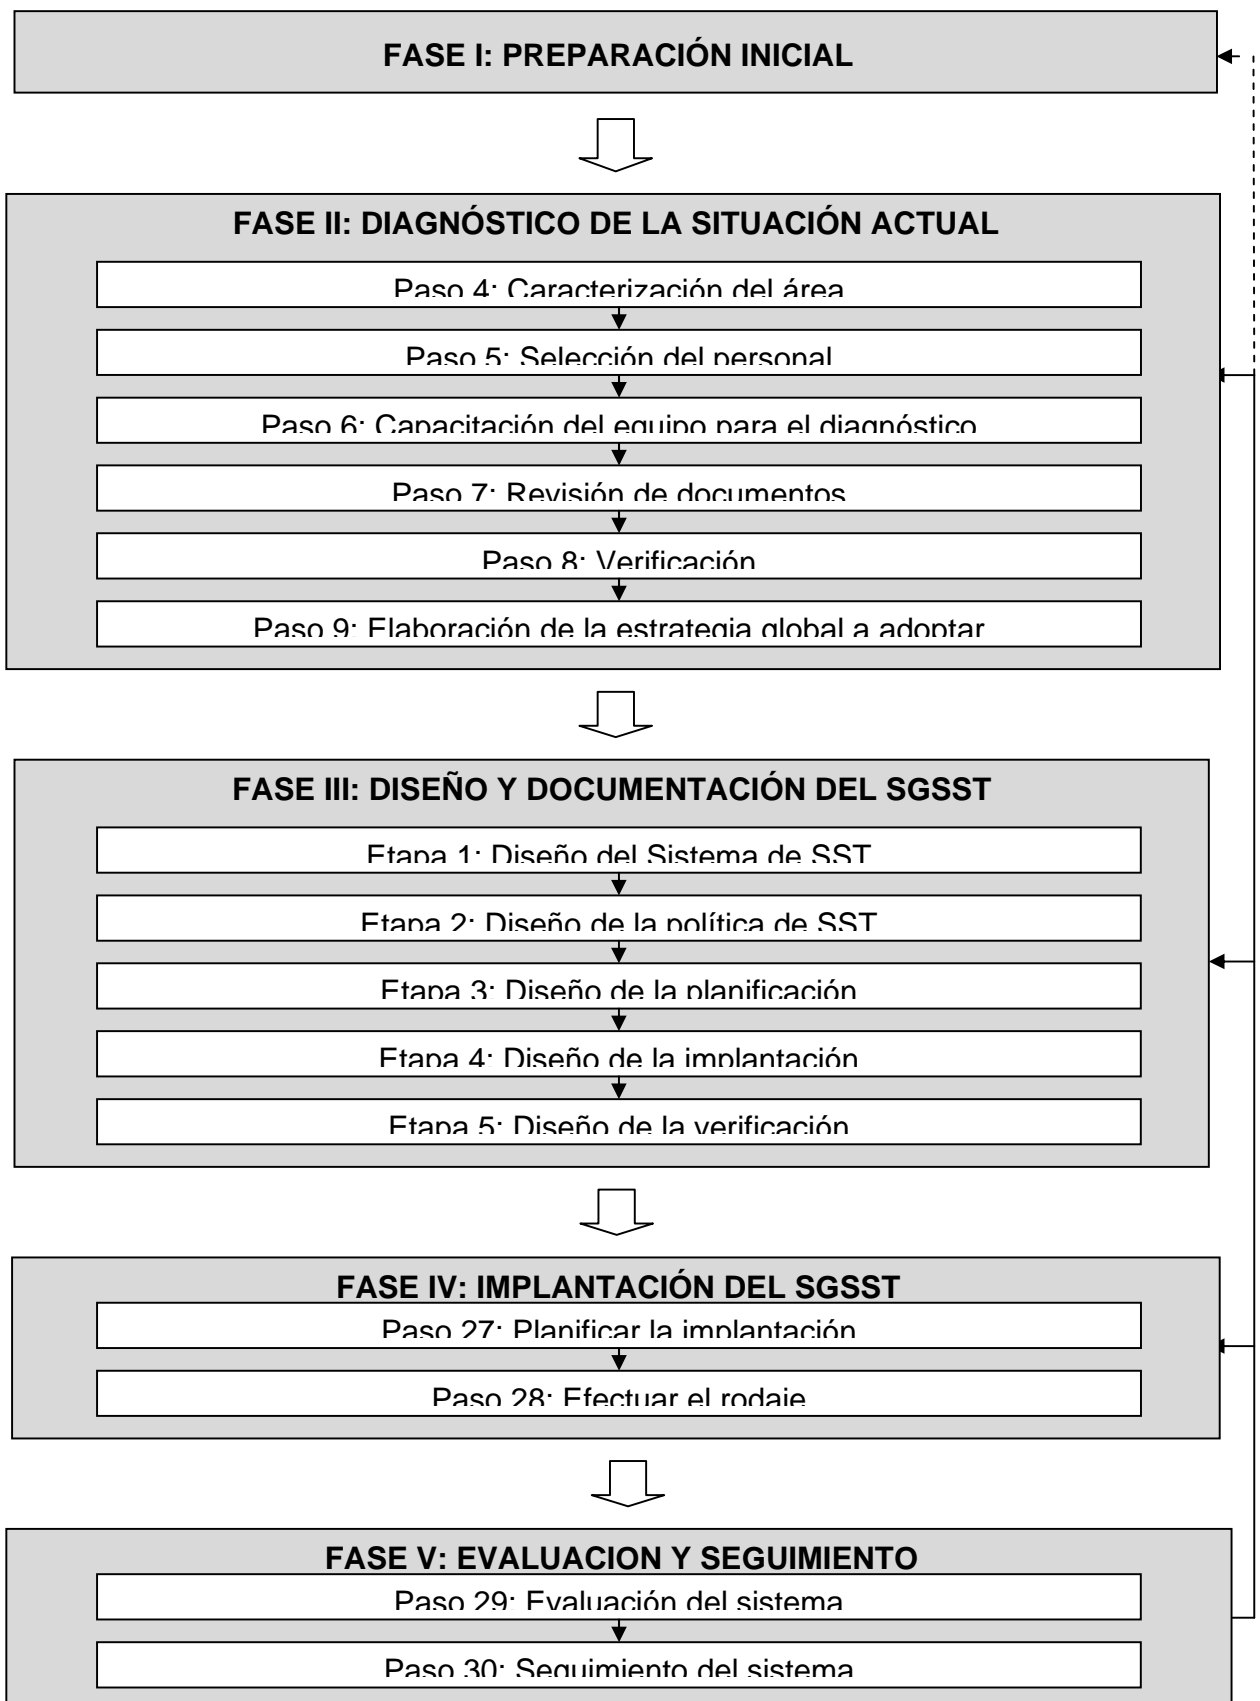 FASE I: PREPARACIÓN INICIAL
FASE II: DIAGNÓSTICO DE LA SITUACIÓN ACTUAL
Paso 4: Caracterización del área
Paso 5: Selección del personal
Paso 6: Capacitación del equipo para el diagnóstico
Paso 7: Revisión de documentos
Paso 8: Verificación
Paso 9: Elaboración de la estrategia global a adoptar
FASE III: DISEÑO Y DOCUMENTACIÓN DEL SGSST
Etapa 1: Diseño del Sistema de SST
Etapa 2: Diseño de la política de SST
Etapa 3: Diseño de la planificación
Etapa 4: Diseño de la implantación
Etapa 5: Diseño de la verificación
FASE IV: IMPLANTACIÓN DEL SGSST
Paso 27: Planificar la implantación
Paso 28: Efectuar el rodaje
FASE V: EVALUACION Y SEGUIMIENTO
Paso 29: Evaluación del sistema
Paso 30: Seguimiento del sistema